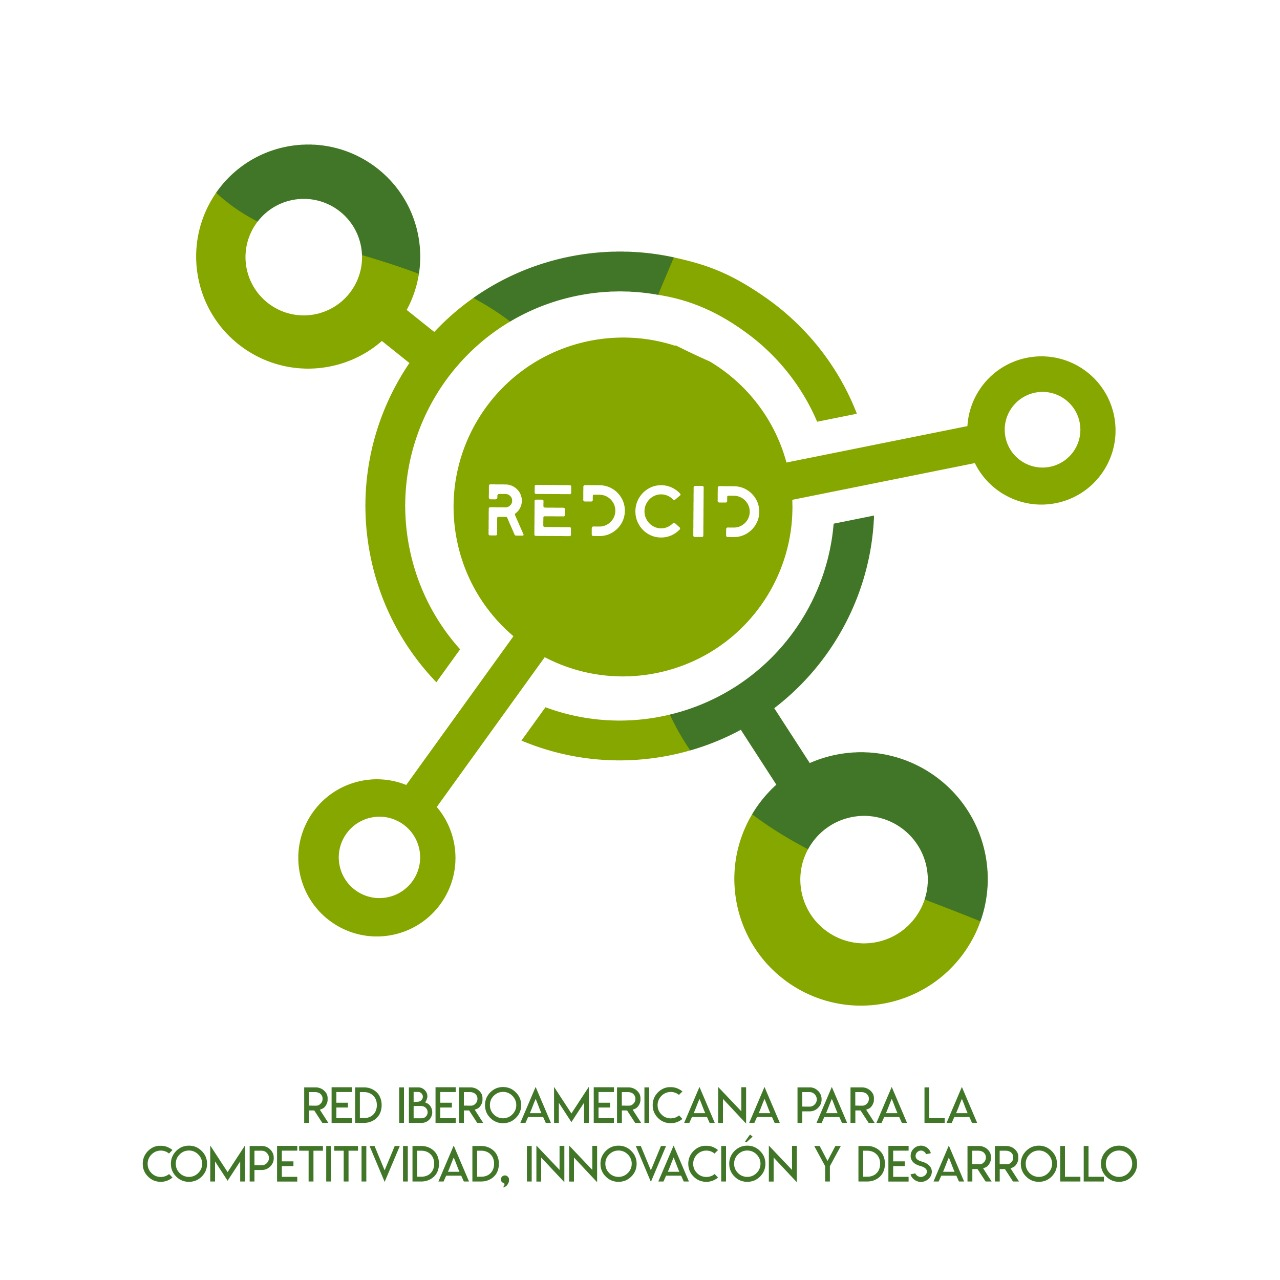 REDCID
RED IBEROAMERICANA PARA LA
COMPETITIVIDAD, INNOVACIÓN Y DESARROLLO